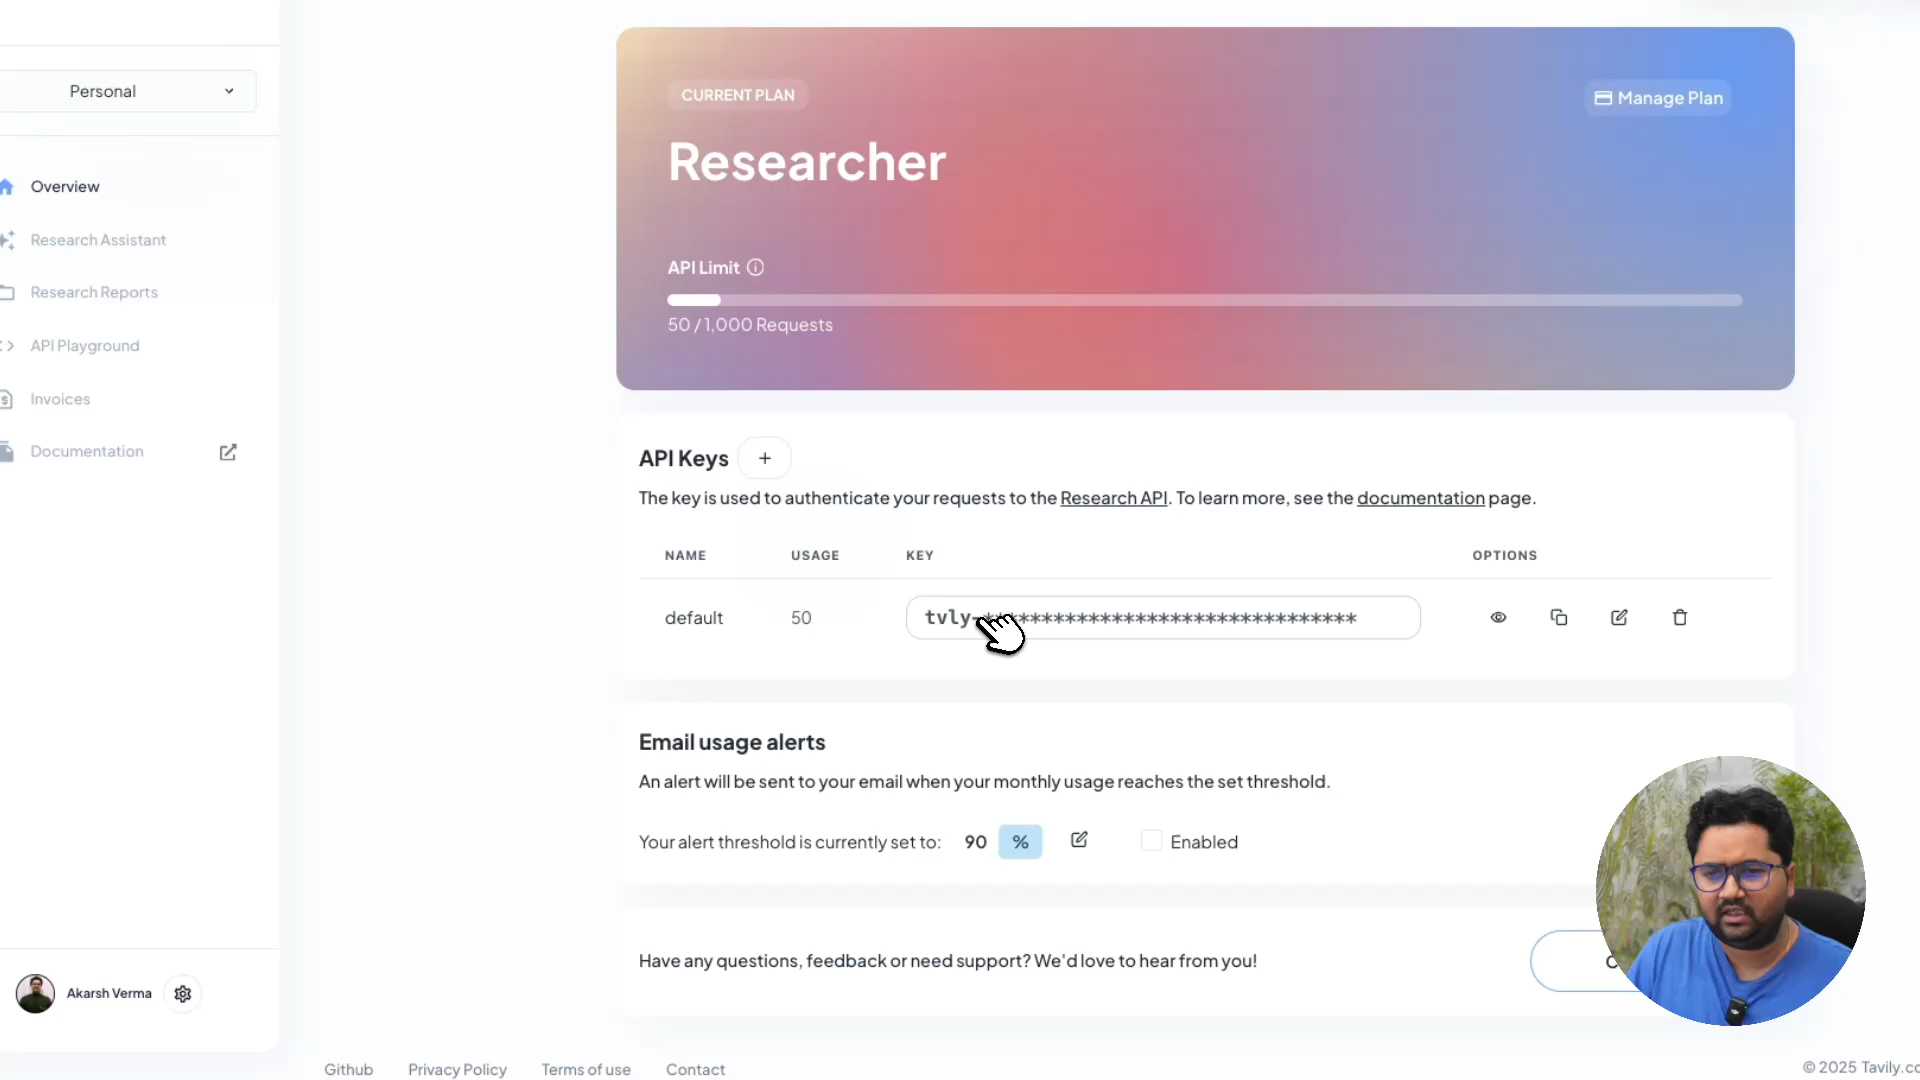 Personal
Overview
Research Assistant
Research Reports
API Playground
Invoices
Documentation
Akarsh Verma
CURRENT PLAN
Manage Plan
Researcher
API Limit
50 / 1,000 Requests
API Keys +
The key is used to authenticate your requests to the Research API. To learn more, see the documentation page.
NAME USAGE KEY OPTIONS
default 50 tvly-********************************
Email usage alerts
An alert will be sent to your email when your monthly usage reaches the set threshold.
Your alert threshold is currently set to: 90 % Enabled
Have any questions, feedback or need support? We'd love to hear from you!
Github Privacy Policy Terms of use Contact
© 2025 Tavily.co